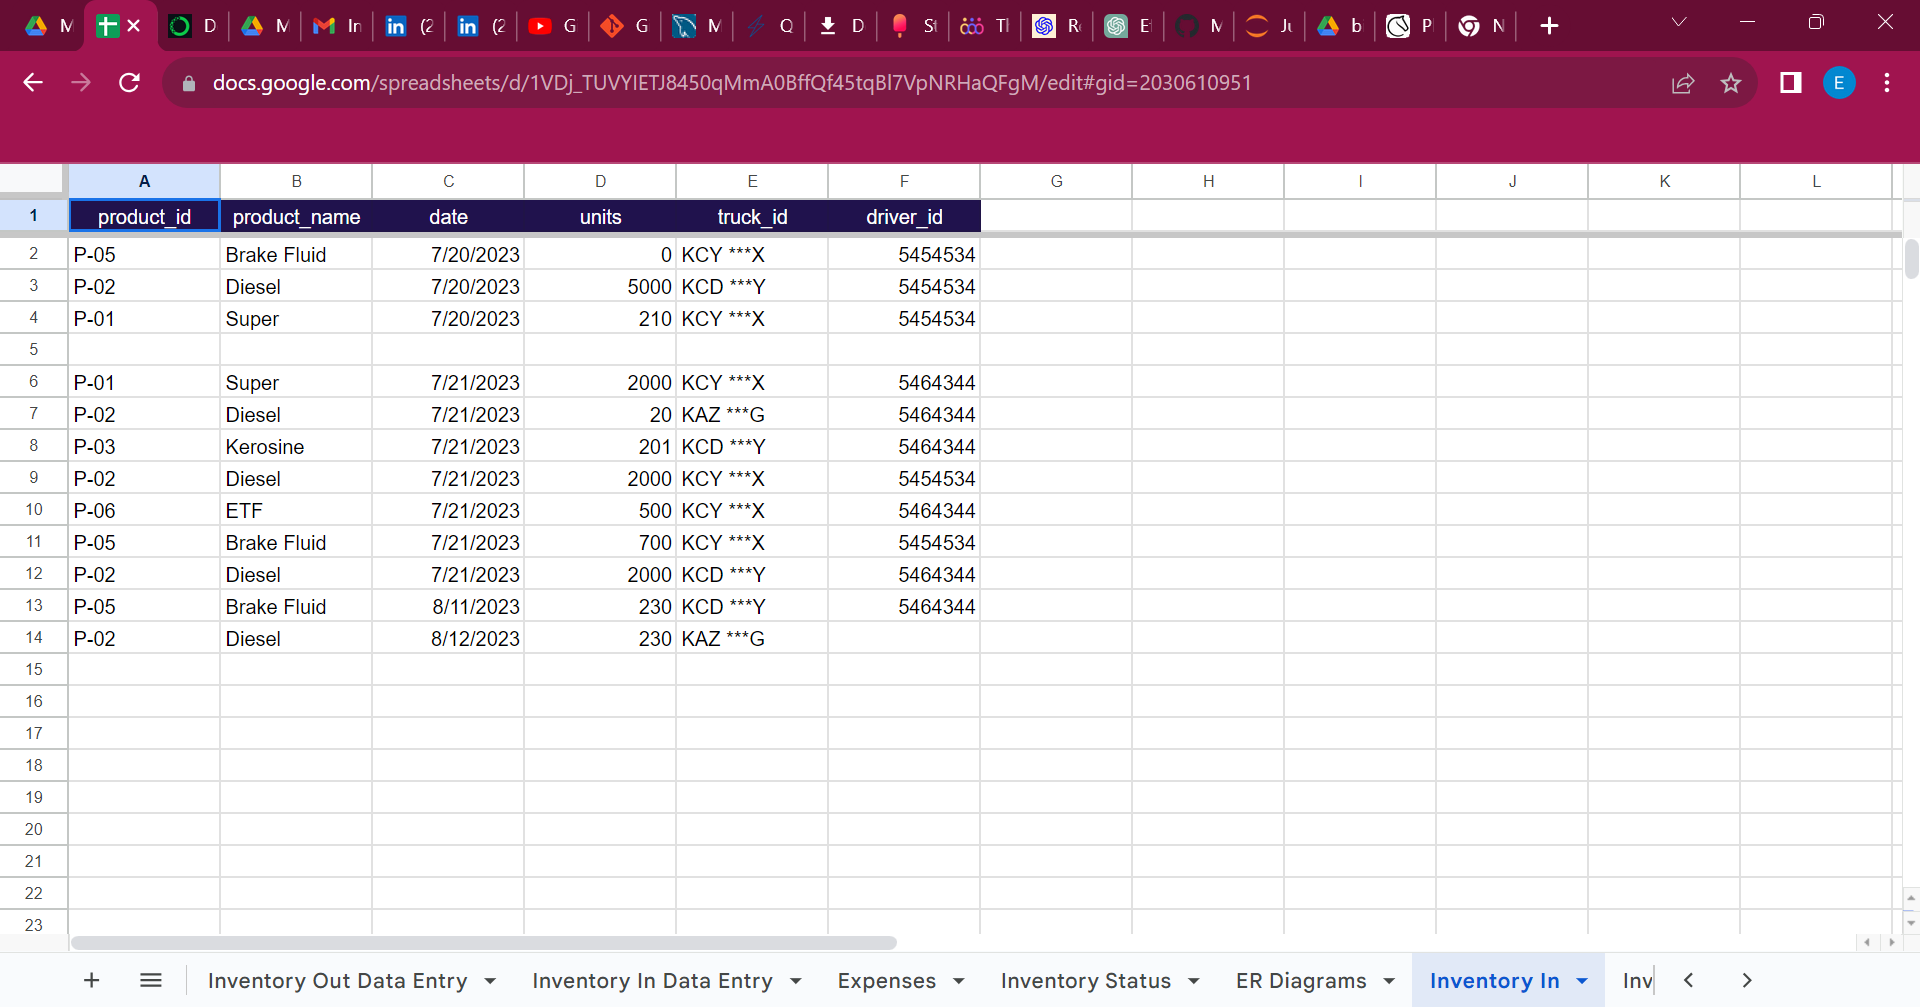 M D M In (2 (2 G G M Q D St Tl R E M Ju b P N
docs.google.com/spreadsheets/d/1VDj_TUVYIETJ8450qMmA0BffQf45tqBl7VpNRHaQFgM/edit#gid=2030610951
E
A B C D E F G H I J K L
1 product_id product_name date units truck_id driver_id
2 P-05 Brake Fluid 7/20/2023 0 KCY ***X 5454534
3 P-02 Diesel 7/20/2023 5000 KCD ***Y 5454534
4 P-01 Super 7/20/2023 210 KCY ***X 5454534
5
6 P-01 Super 7/21/2023 2000 KCY ***X 5464344
7 P-02 Diesel 7/21/2023 20 KAZ ***G 5464344
8 P-03 Kerosine 7/21/2023 201 KCD ***Y 5464344
9 P-02 Diesel 7/21/2023 2000 KCY ***X 5454534
10 P-06 ETF 7/21/2023 500 KCY ***X 5464344
11 P-05 Brake Fluid 7/21/2023 700 KCY ***X 5454534
12 P-02 Diesel 7/21/2023 2000 KCD ***Y 5464344
13 P-05 Brake Fluid 8/11/2023 230 KCD ***Y 5464344
14 P-02 Diesel 8/12/2023 230 KAZ ***G
15
16
17
18
19
20
21
22
23
Inventory Out Data Entry Inventory In Data Entry Expenses Inventory Status ER Diagrams Inventory In Inv